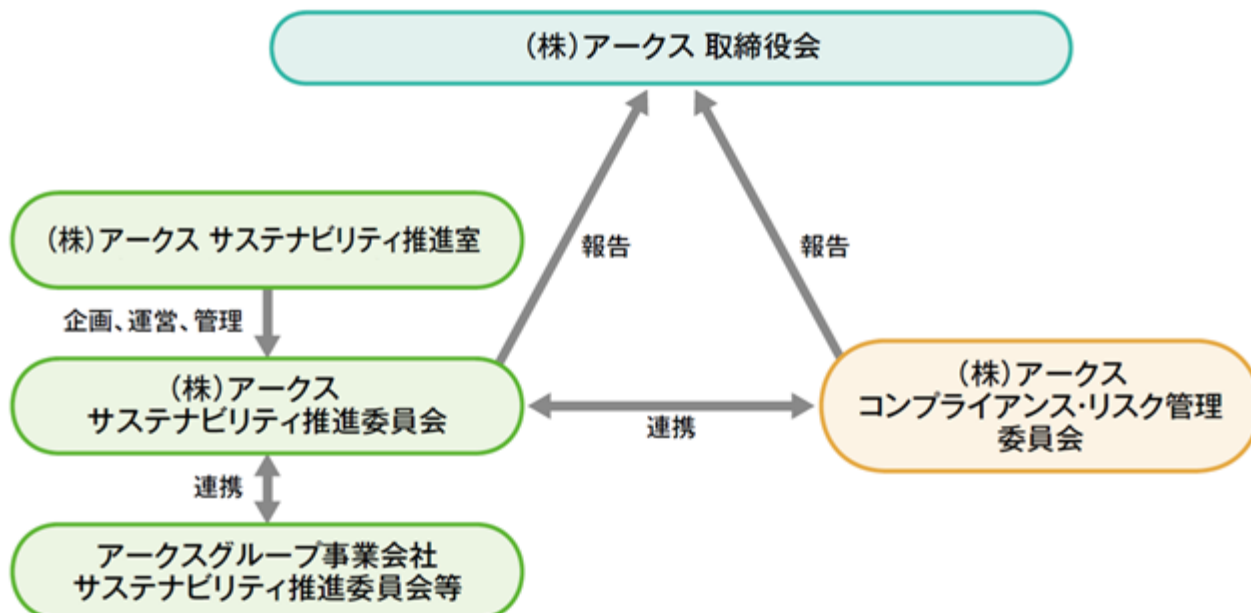 (株)アークス 取締役会
(株)アークス サステナビリティ推進室
報告
報告
企画、運営、管理
(株)アークス
サステナビリティ推進委員会
連携
(株)アークス
コンプライアンス・リスク管理
委員会
連携
アークスグループ事業会社
サステナビリティ推進委員会等